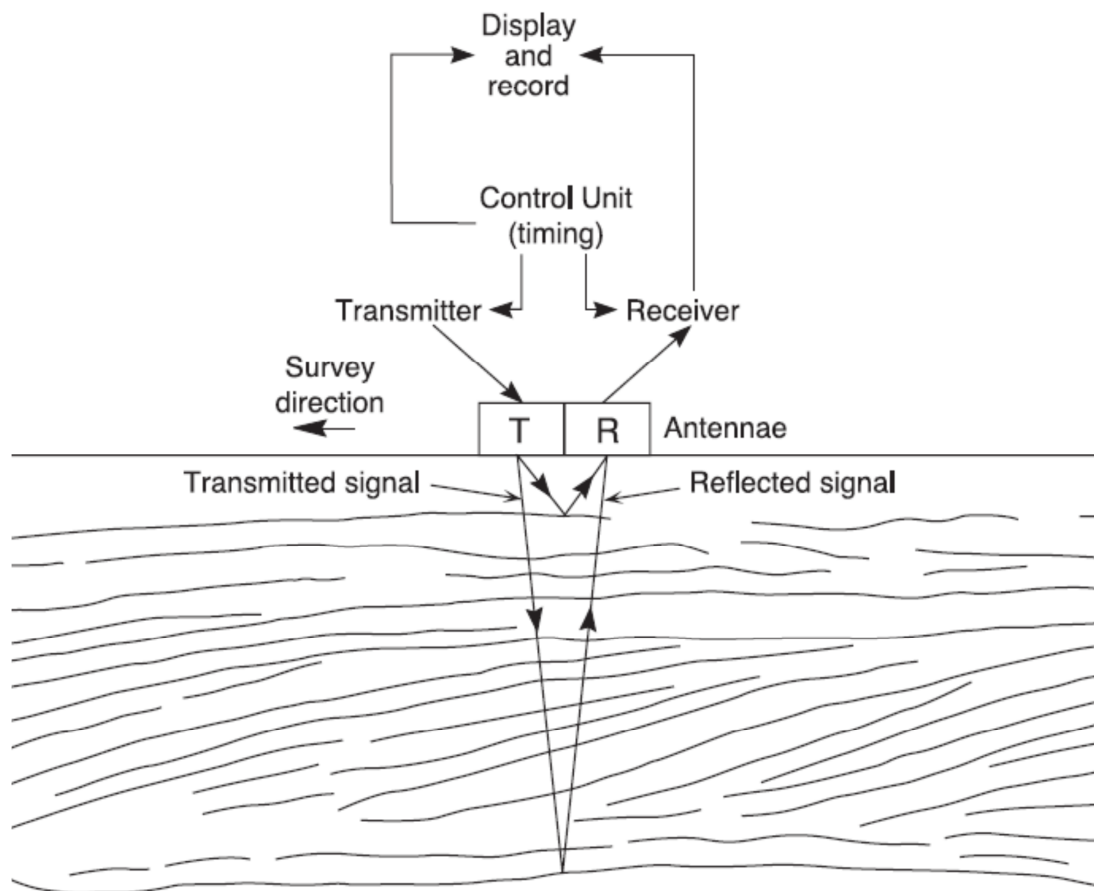 Display
and
record
Control Unit
(timing)
Transmitter
Receiver
Survey
direction
T
R
Antennae
Transmitted signal
Reflected signal